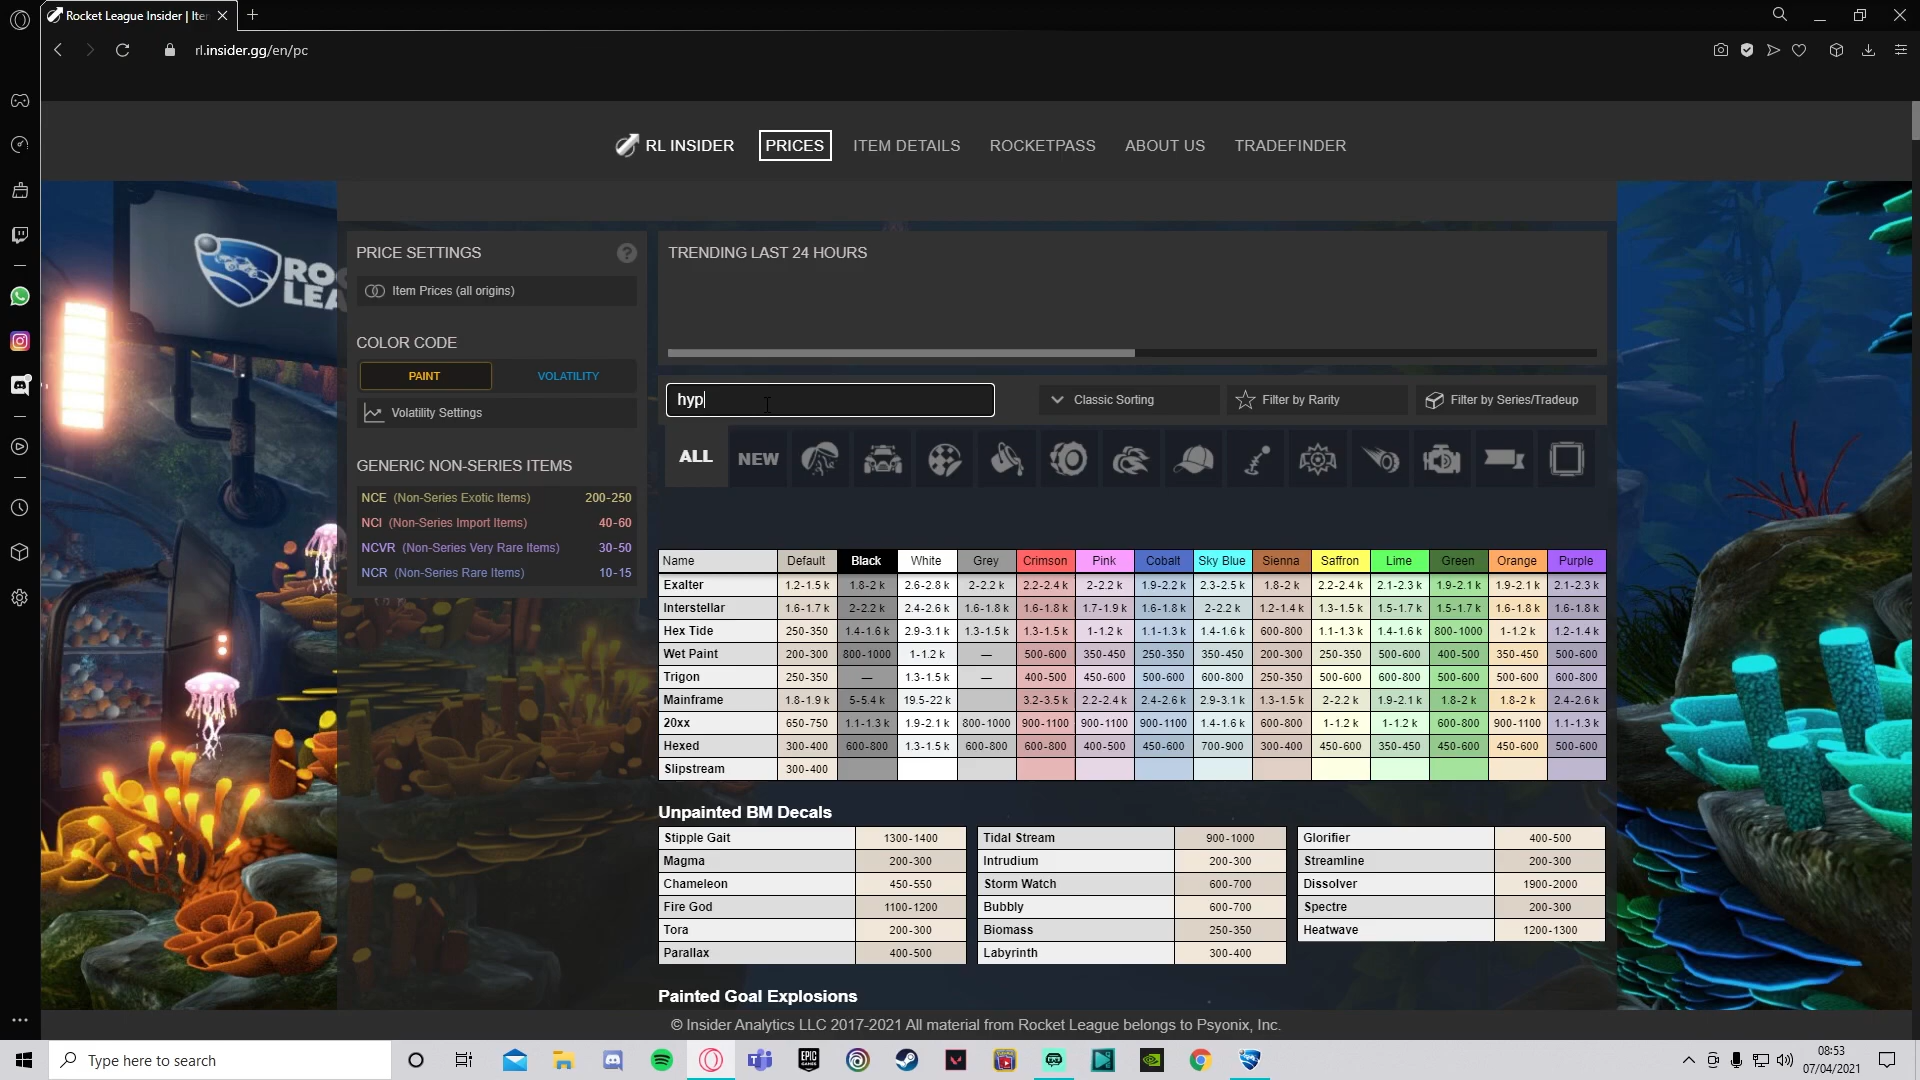 Rocket League Insider | Ite
rl.insider.gg/en/pc
RL INSIDER PRICES ITEM DETAILS ROCKETPASS ABOUT US TRADEFINDER
PRICE SETTINGS ?
Item Prices (all origins)
COLOR CODE
PAINT VOLATILITY
Volatility Settings
GENERIC NON-SERIES ITEMS
NCE (Non-Series Exotic Items) 200-250
NCI (Non-Series Import Items) 40-60
NCVR (Non-Series Very Rare Items) 30-50
NCR (Non-Series Rare Items) 10-15
TRENDING LAST 24 HOURS
hyp Classic Sorting Filter by Rarity Filter by Series/Tradeup
ALL NEW
Name Default Black White Grey Crimson Pink Cobalt Sky Blue Sienna Saffron Lime Green Orange Purple
Exalter 1.2-1.5 k 1.8-2 k 2.6-2.8 k 2-2.2 k 2.2-2.4 k 2-2.2 k 1.9-2.2 k 2.3-2.5 k 1.8-2 k 2.2-2.4 k 2.1-2.3 k 1.9-2.1 k 1.9-2.1 k 2.1-2.3 k
Interstellar 1.6-1.7 k 2-2.2 k 2.4-2.6 k 1.6-1.8 k 1.6-1.8 k 1.7-1.9 k 1.6-1.8 k 2-2.2 k 1.2-1.4 k 1.3-1.5 k 1.5-1.7 k 1.5-1.7 k 1.6-1.8 k 1.6-1.8 k
Hex Tide 250-350 1.4-1.6 k 2.9-3.1 k 1.3-1.5 k 1.3-1.5 k 1-1.2 k 1.1-1.3 k 1.4-1.6 k 600-800 1.1-1.3 k 1.4-1.6 k 800-1000 1-1.2 k 1.2-1.4 k
Wet Paint 200-300 800-1000 1-1.2 k — 500-600 350-450 250-350 350-450 200-300 250-350 500-600 400-500 350-450 500-600
Trigon 250-350 — 1.3-1.5 k — 400-500 450-600 500-600 600-800 250-350 500-600 600-800 500-600 500-600 600-800
Mainframe 1.8-1.9 k 5-5.4 k 19.5-22 k 3.2-3.5 k 2.2-2.4 k 2.4-2.6 k 2.9-3.1 k 1.3-1.5 k 2-2.2 k 1.9-2.1 k 1.8-2 k 1.8-2 k 2.4-2.6 k
20xx 650-750 1.1-1.3 k 1.9-2.1 k 800-1000 900-1100 900-1100 900-1100 1.4-1.6 k 600-800 1-1.2 k 1-1.2 k 600-800 900-1100 1.1-1.3 k
Hexed 300-400 600-800 1.3-1.5 k 600-800 600-800 400-500 450-600 700-900 300-400 450-600 350-450 450-600 450-600 500-600
Slipstream 300-400
Unpainted BM Decals
Stipple Gait 1300-1400 Tidal Stream 900-1000 Glorifier 400-500
Magma 200-300 Intrudium 200-300 Streamline 200-300
Chameleon 450-550 Storm Watch 600-700 Dissolver 1900-2000
Fire God 1100-1200 Bubbly 600-700 Spectre 200-300
Tora 200-300 Biomass 250-350 Heatwave 1200-1300
Parallax 400-500 Labyrinth 300-400
Painted Goal Explosions
© Insider Analytics LLC 2017-2021 All material from Rocket League belongs to Psyonix, Inc.
Type here to search
08:53
07/04/2021